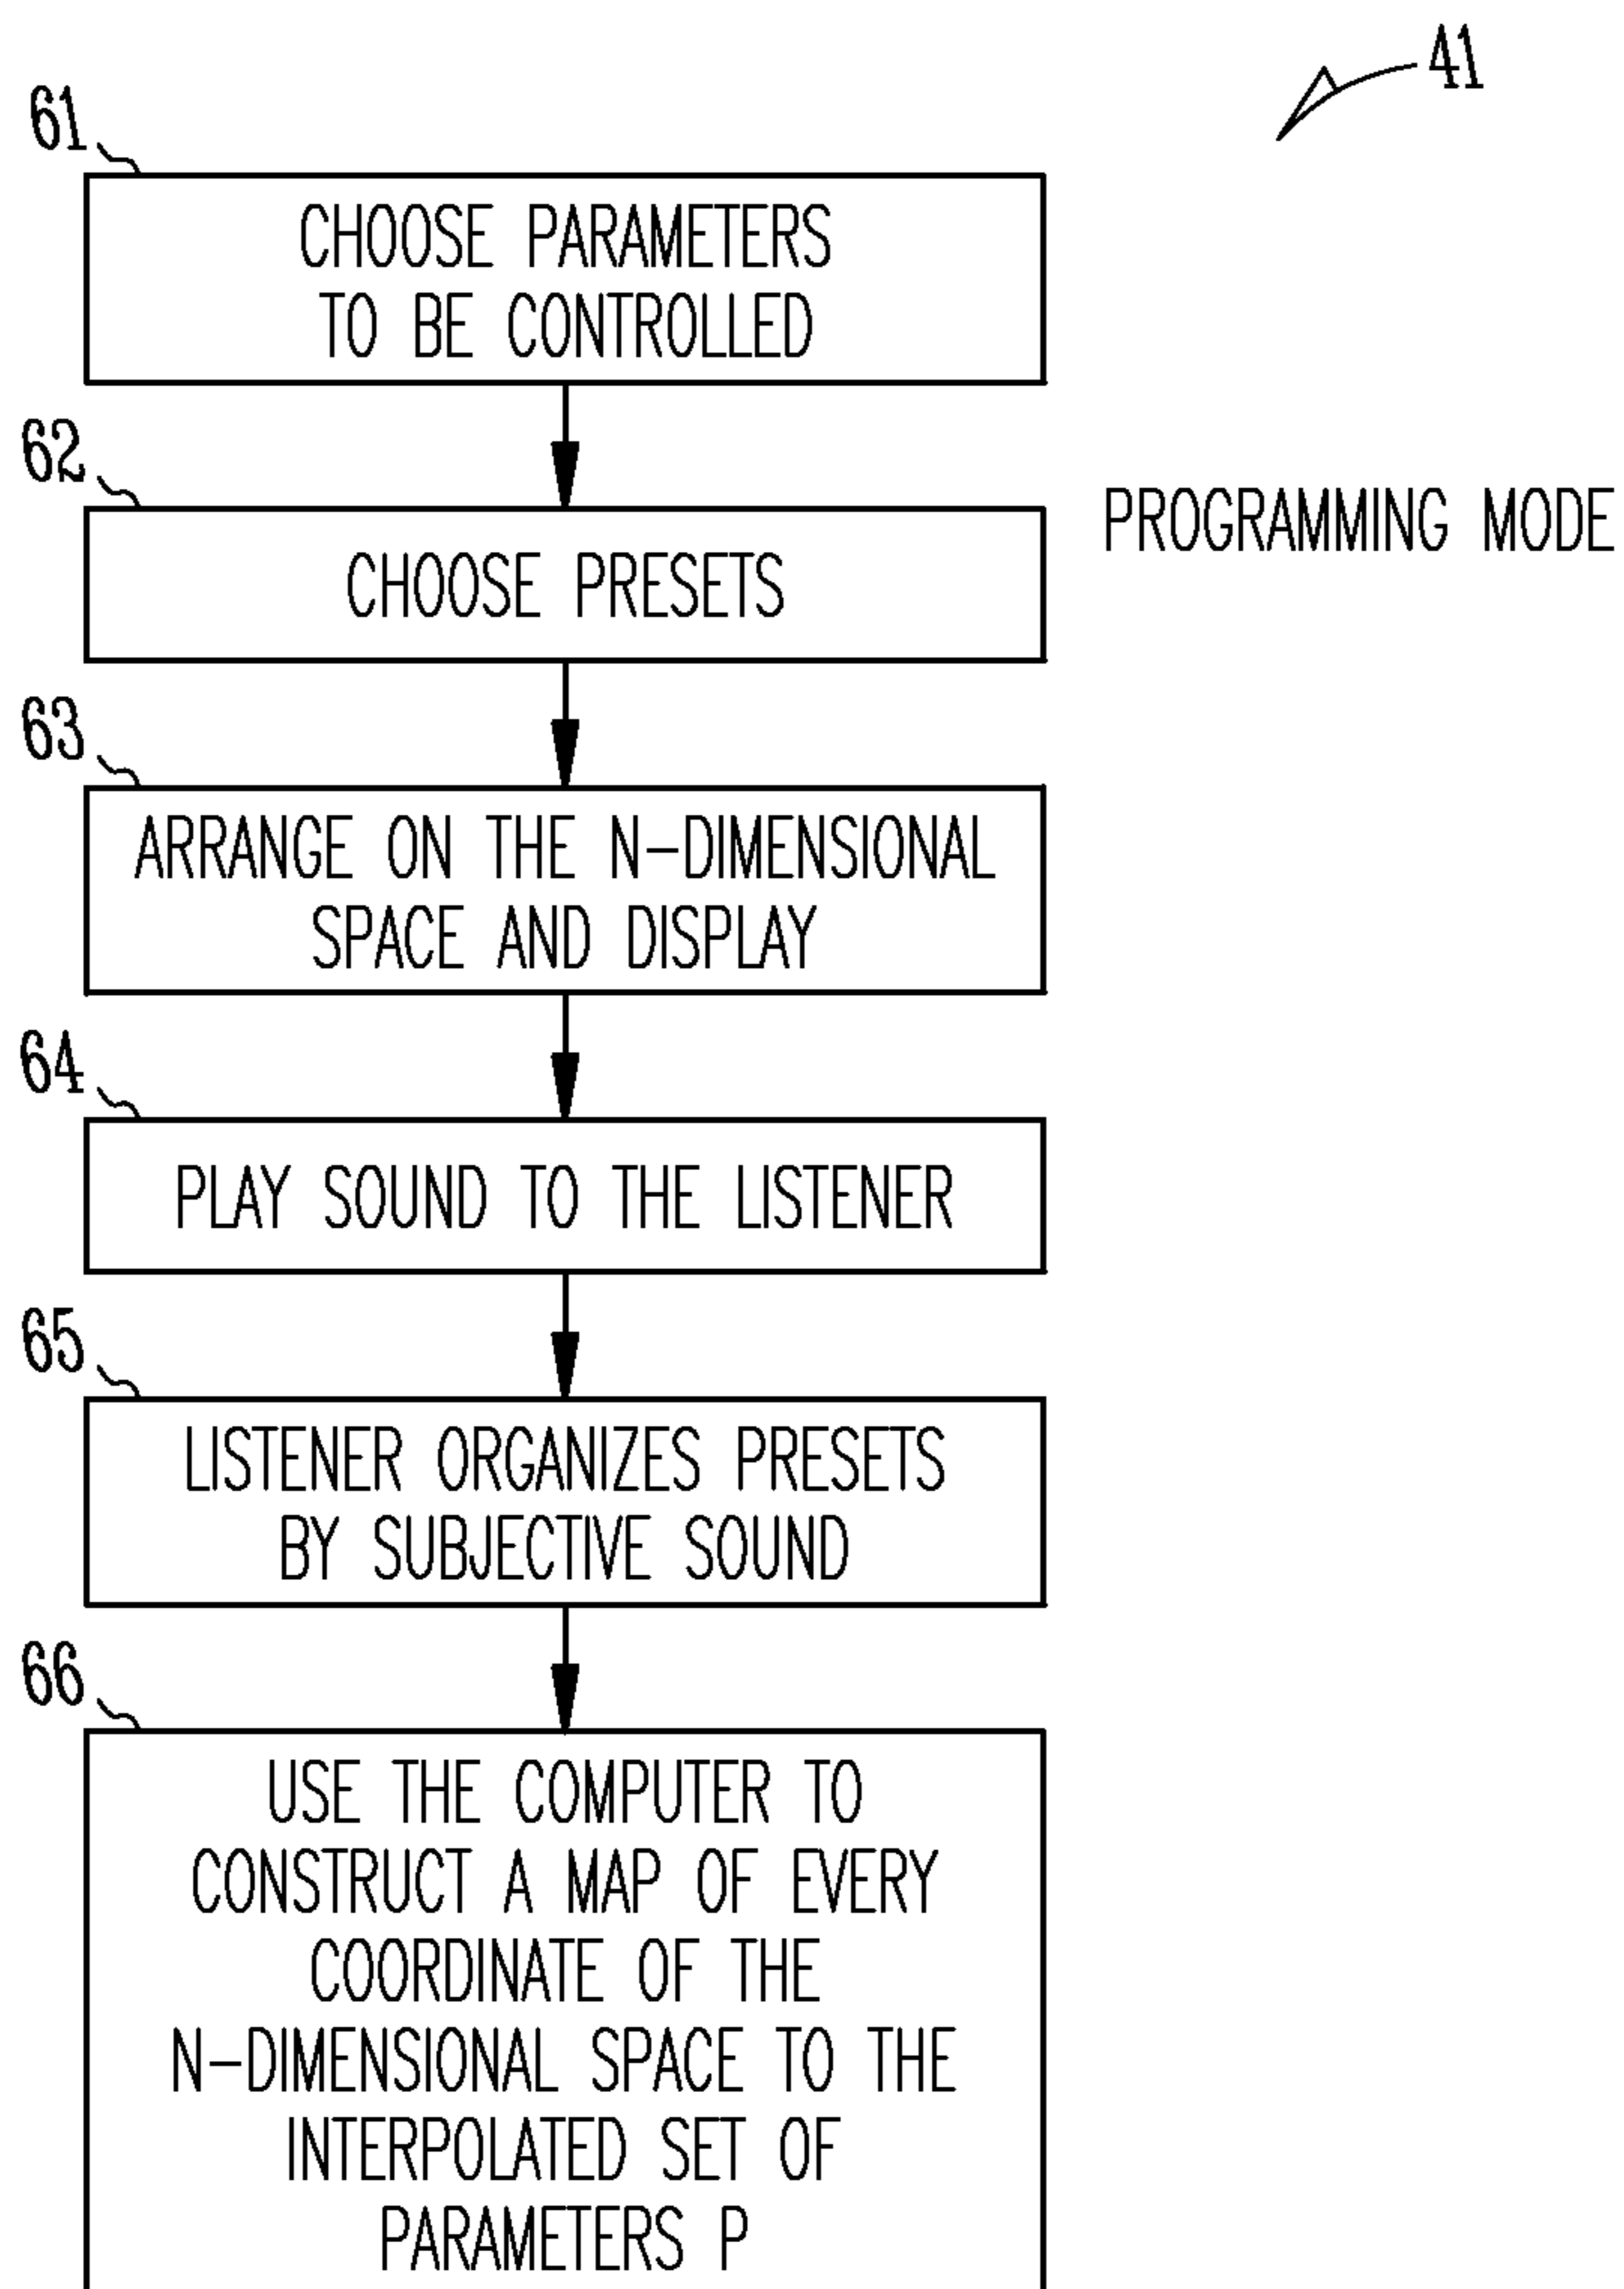 41
61
CHOOSE PARAMETERS
TO BE CONTROLLED
62
CHOOSE PRESETS
PROGRAMMING MODE
63
ARRANGE ON THE N-DIMENSIONAL
SPACE AND DISPLAY
64
PLAY SOUND TO THE LISTENER
65
LISTENER ORGANIZES PRESETS
BY SUBJECTIVE SOUND
66
USE THE COMPUTER TO
CONSTRUCT A MAP OF EVERY
COORDINATE OF THE
N-DIMENSIONAL SPACE TO THE
INTERPOLATED SET OF
PARAMETERS P